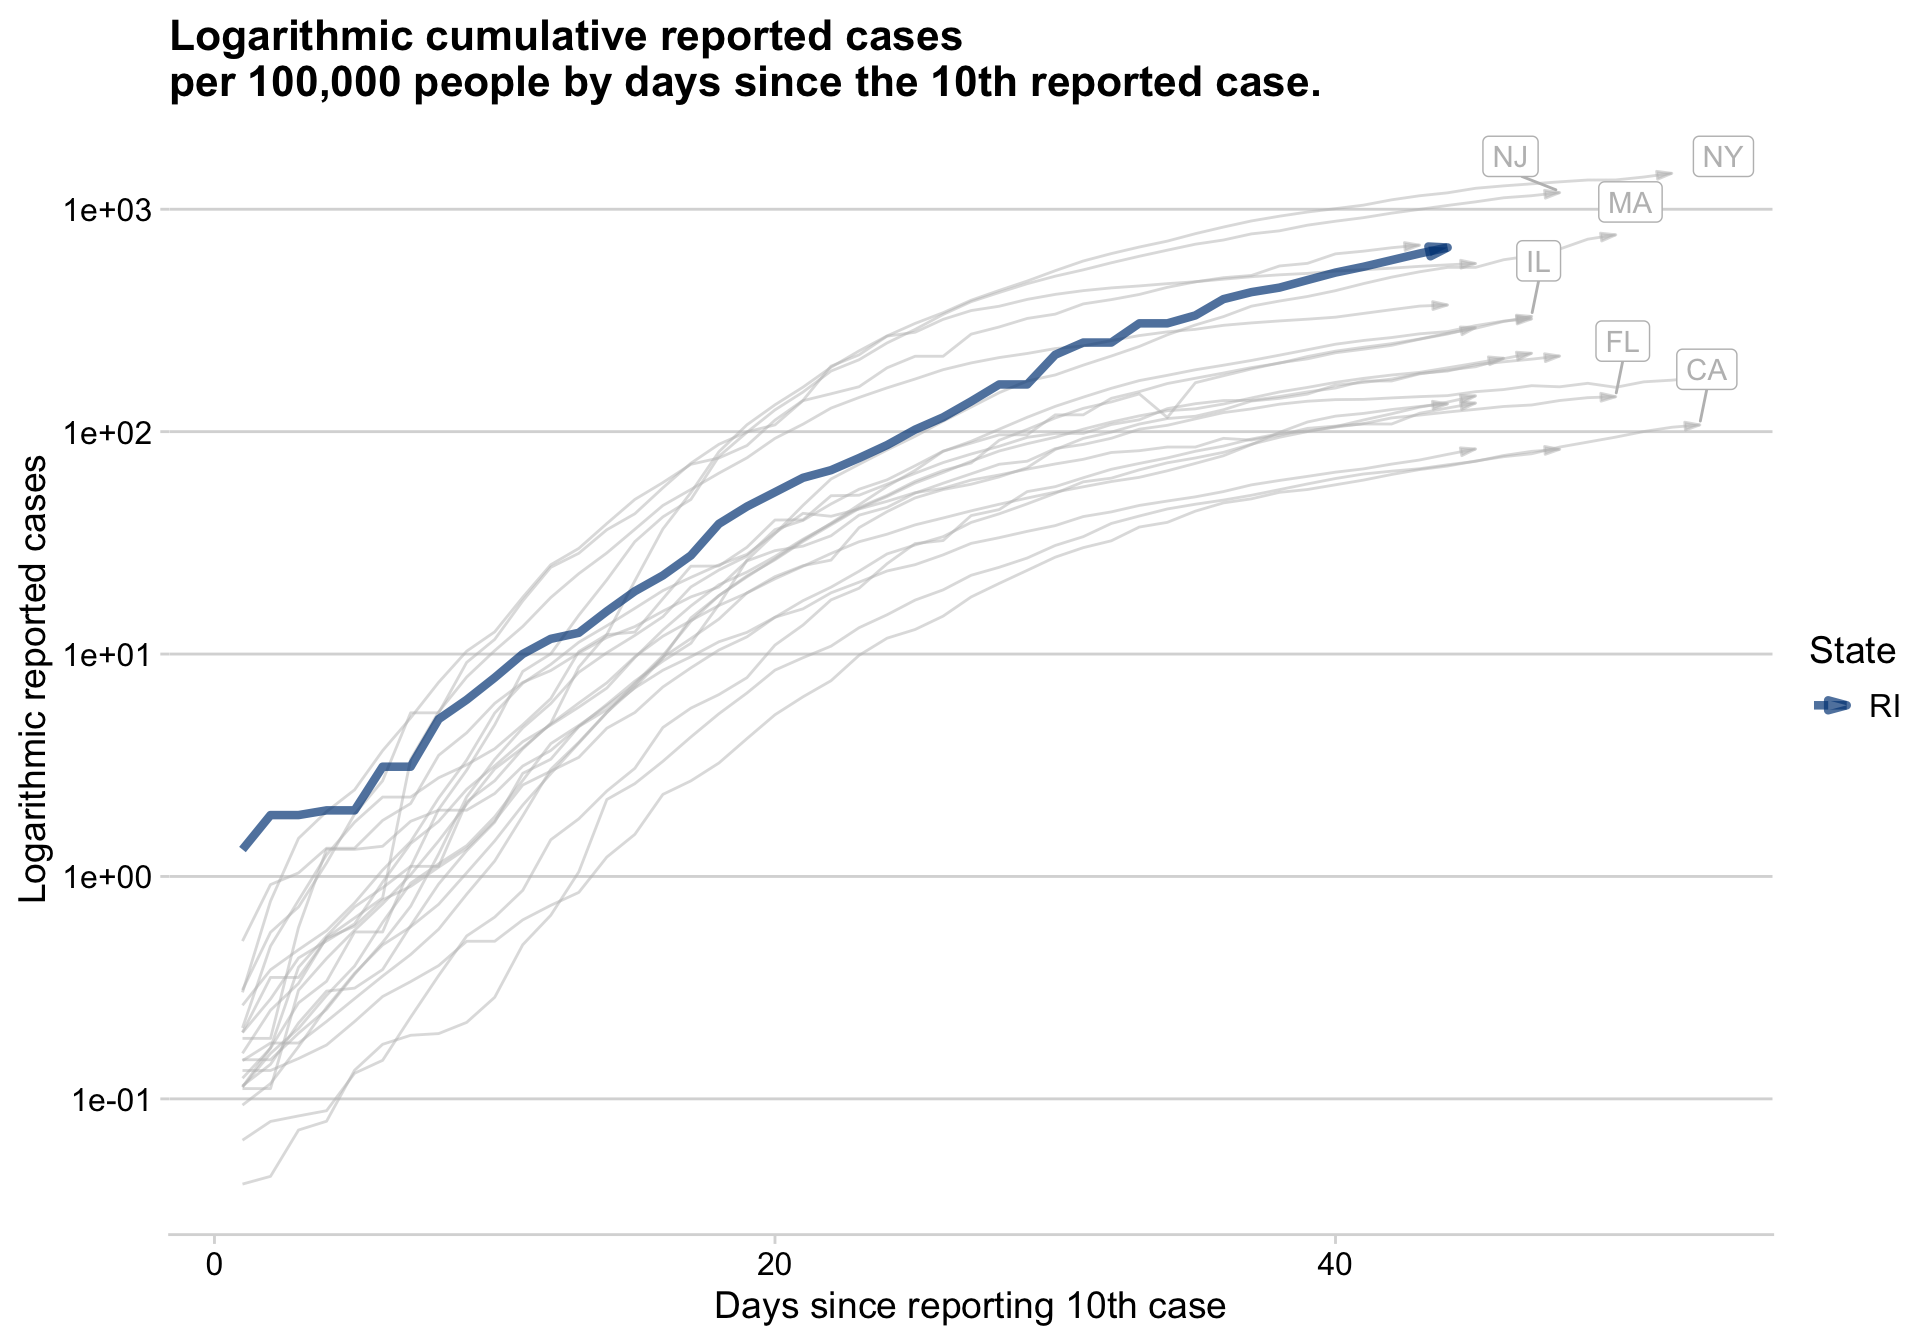 Logarithmic cumulative reported cases
per 100,000 people by days since the 10th reported case.
NJ
NY
MA
IL
FL
CA
1e+03
1e+02
1e+01
1e+00
1e-01
Logarithmic reported cases
State
RI
0
20
40
Days since reporting 10th case